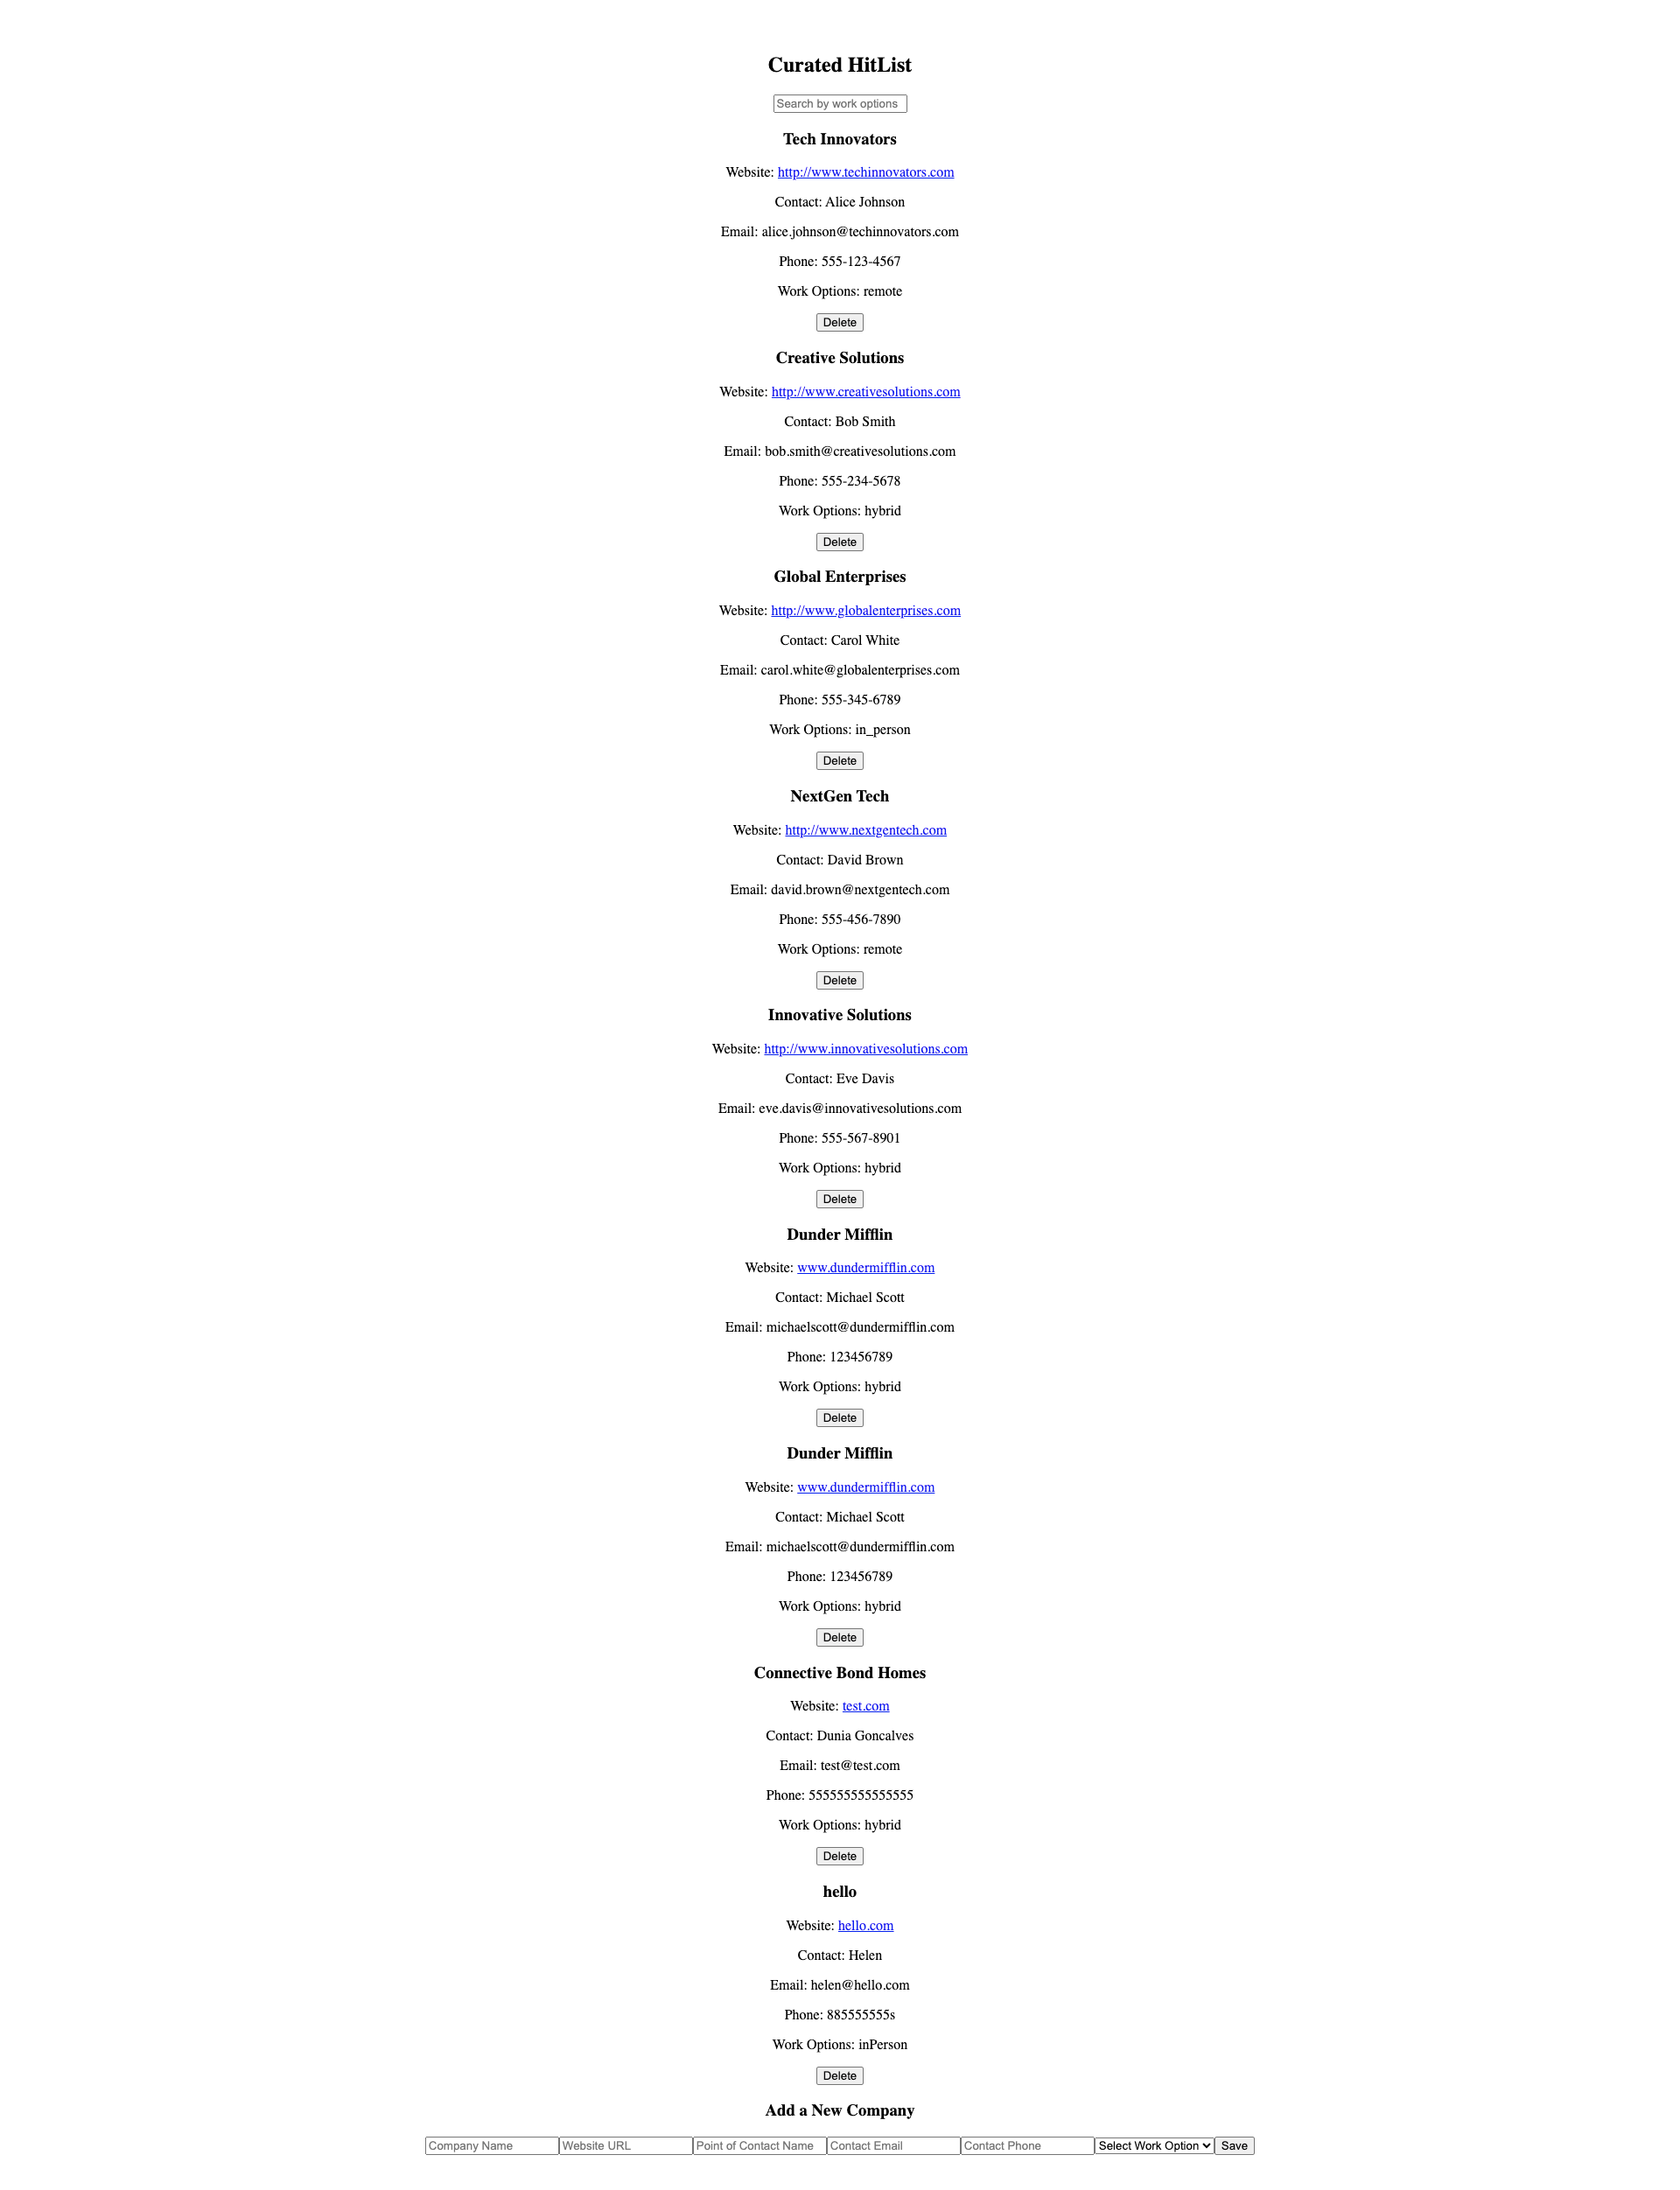 Curated HitList
Search by work options
Tech Innovators
Website: http://www.techinnovators.com
Contact: Alice Johnson
Email: alice.johnson@techinnovators.com
Phone: 555-123-4567
Work Options: remote
Delete
Creative Solutions
Website: http://www.creativesolutions.com
Contact: Bob Smith
Email: bob.smith@creativesolutions.com
Phone: 555-234-5678
Work Options: hybrid
Delete
Global Enterprises
Website: http://www.globalenterprises.com
Contact: Carol White
Email: carol.white@globalenterprises.com
Phone: 555-345-6789
Work Options: in_person
Delete
NextGen Tech
Website: http://www.nextgentech.com
Contact: David Brown
Email: david.brown@nextgentech.com
Phone: 555-456-7890
Work Options: remote
Delete
Innovative Solutions
Website: http://www.innovativesolutions.com
Contact: Eve Davis
Email: eve.davis@innovativesolutions.com
Phone: 555-567-8901
Work Options: hybrid
Delete
Dunder Mifflin
Website: www.dundermifflin.com
Contact: Michael Scott
Email: michaelscott@dundermifflin.com
Phone: 123456789
Work Options: hybrid
Delete
Dunder Mifflin
Website: www.dundermifflin.com
Contact: Michael Scott
Email: michaelscott@dundermifflin.com
Phone: 123456789
Work Options: hybrid
Delete
Connective Bond Homes
Website: test.com
Contact: Dunia Goncalves
Email: test@test.com
Phone: 555555555555555
Work Options: hybrid
Delete
hello
Website: hello.com
Contact: Helen
Email: helen@hello.com
Phone: 885555555s
Work Options: inPerson
Delete
Add a New Company
Company Name Website URL Point of Contact Name Contact Email Contact Phone Select Work Option Save